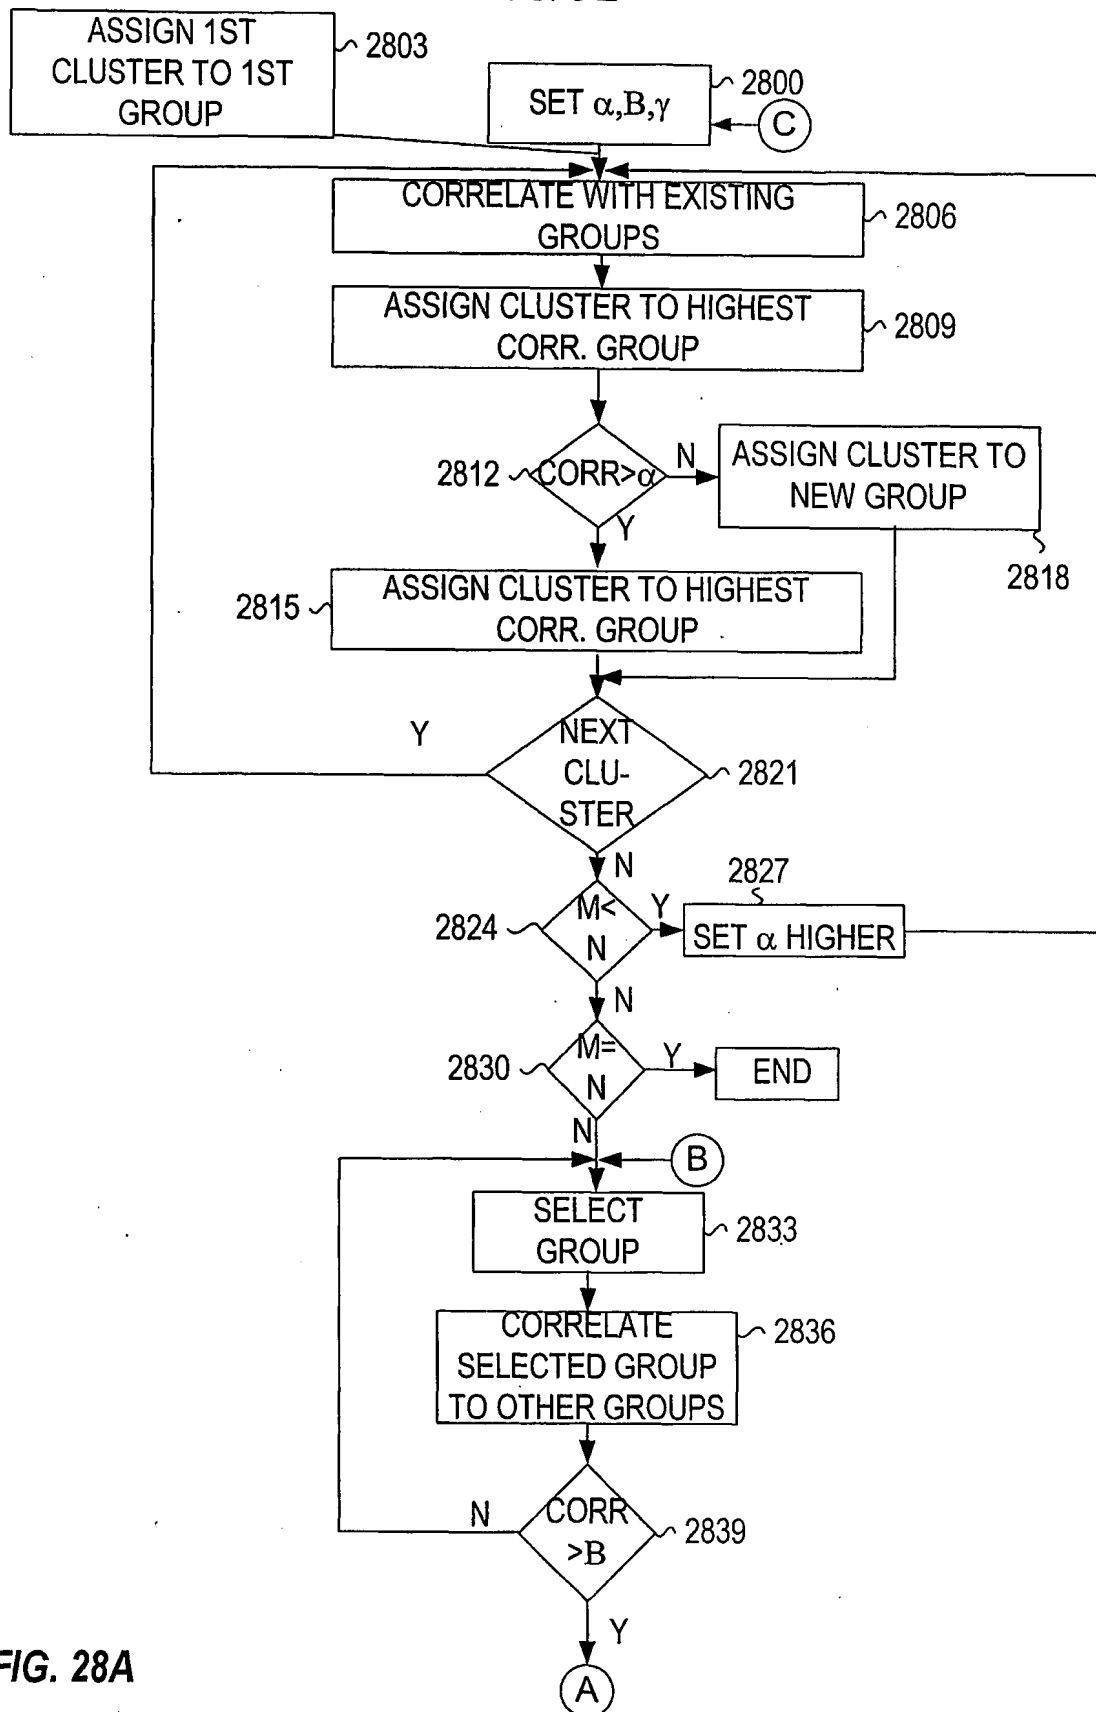 ASSIGN 1ST
CLUSTER TO 1ST
GROUP
2803
2800
SET α,B,γ
C
CORRELATE WITH EXISTING
GROUPS
2806
ASSIGN CLUSTER TO HIGHEST
CORR. GROUP
2809
2812
CORR>α
N
Y
ASSIGN CLUSTER TO
NEW GROUP
2818
2815
ASSIGN CLUSTER TO HIGHEST
CORR. GROUP
Y
NEXT
CLU-
STER
2821
N
2824
M<
N
Y
2827
SET α HIGHER
N
2830
M=
N
Y
END
N
B
SELECT
GROUP
2833
CORRELATE
SELECTED GROUP
TO OTHER GROUPS
2836
N
CORR
>B
2839
Y
A
FIG. 28A